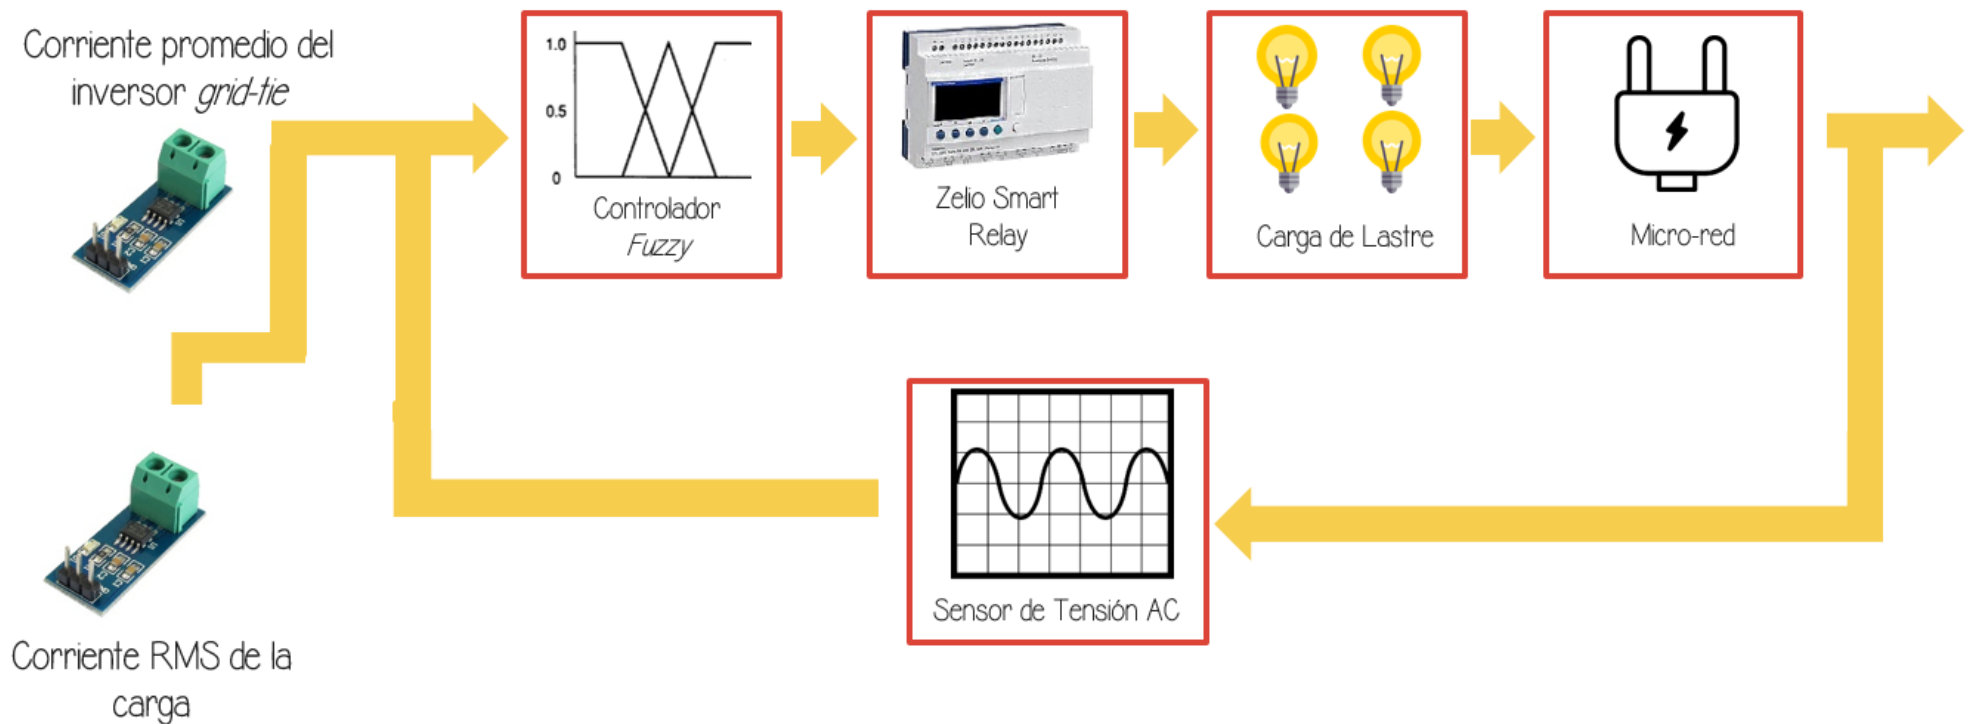 Corriente promedio del
inversor grid-tie
1.0
0.5
0
Controlador
Fuzzy
Zelio Smart
Relay
Carga de Lastre
Micro-red
Sensor de Tensión AC
Corriente RMS de la
carga